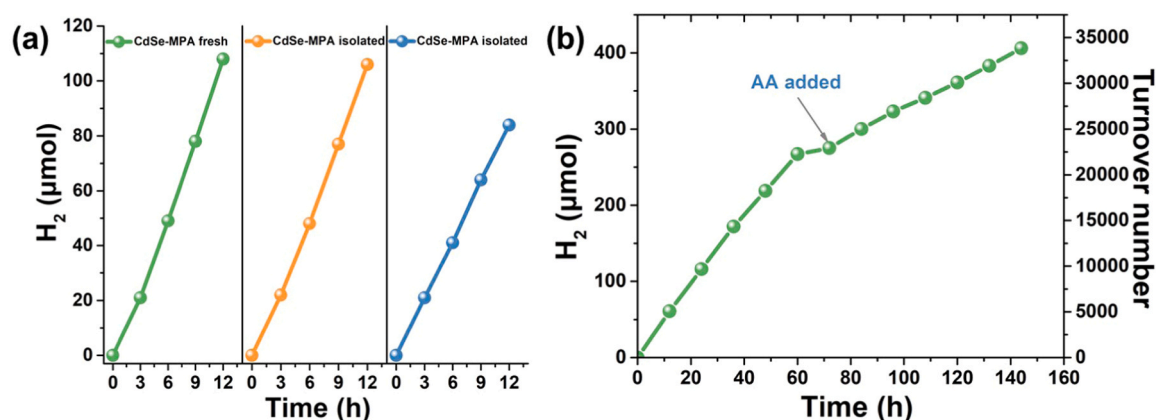 (a)
CdSe-MPA fresh
CdSe-MPA isolated
CdSe-MPA isolated
H₂ (μmol)
120
100
80
60
40
20
0
0 3 6 9 12
0 3 6 9 12
0 3 6 9 12
Time (h)
(b)
AA added
H₂ (μmol)
400
300
200
100
0
0 20 40 60 80 100 120 140 160
Time (h)
35000
30000
25000
20000
15000
10000
5000
0
Turnover number